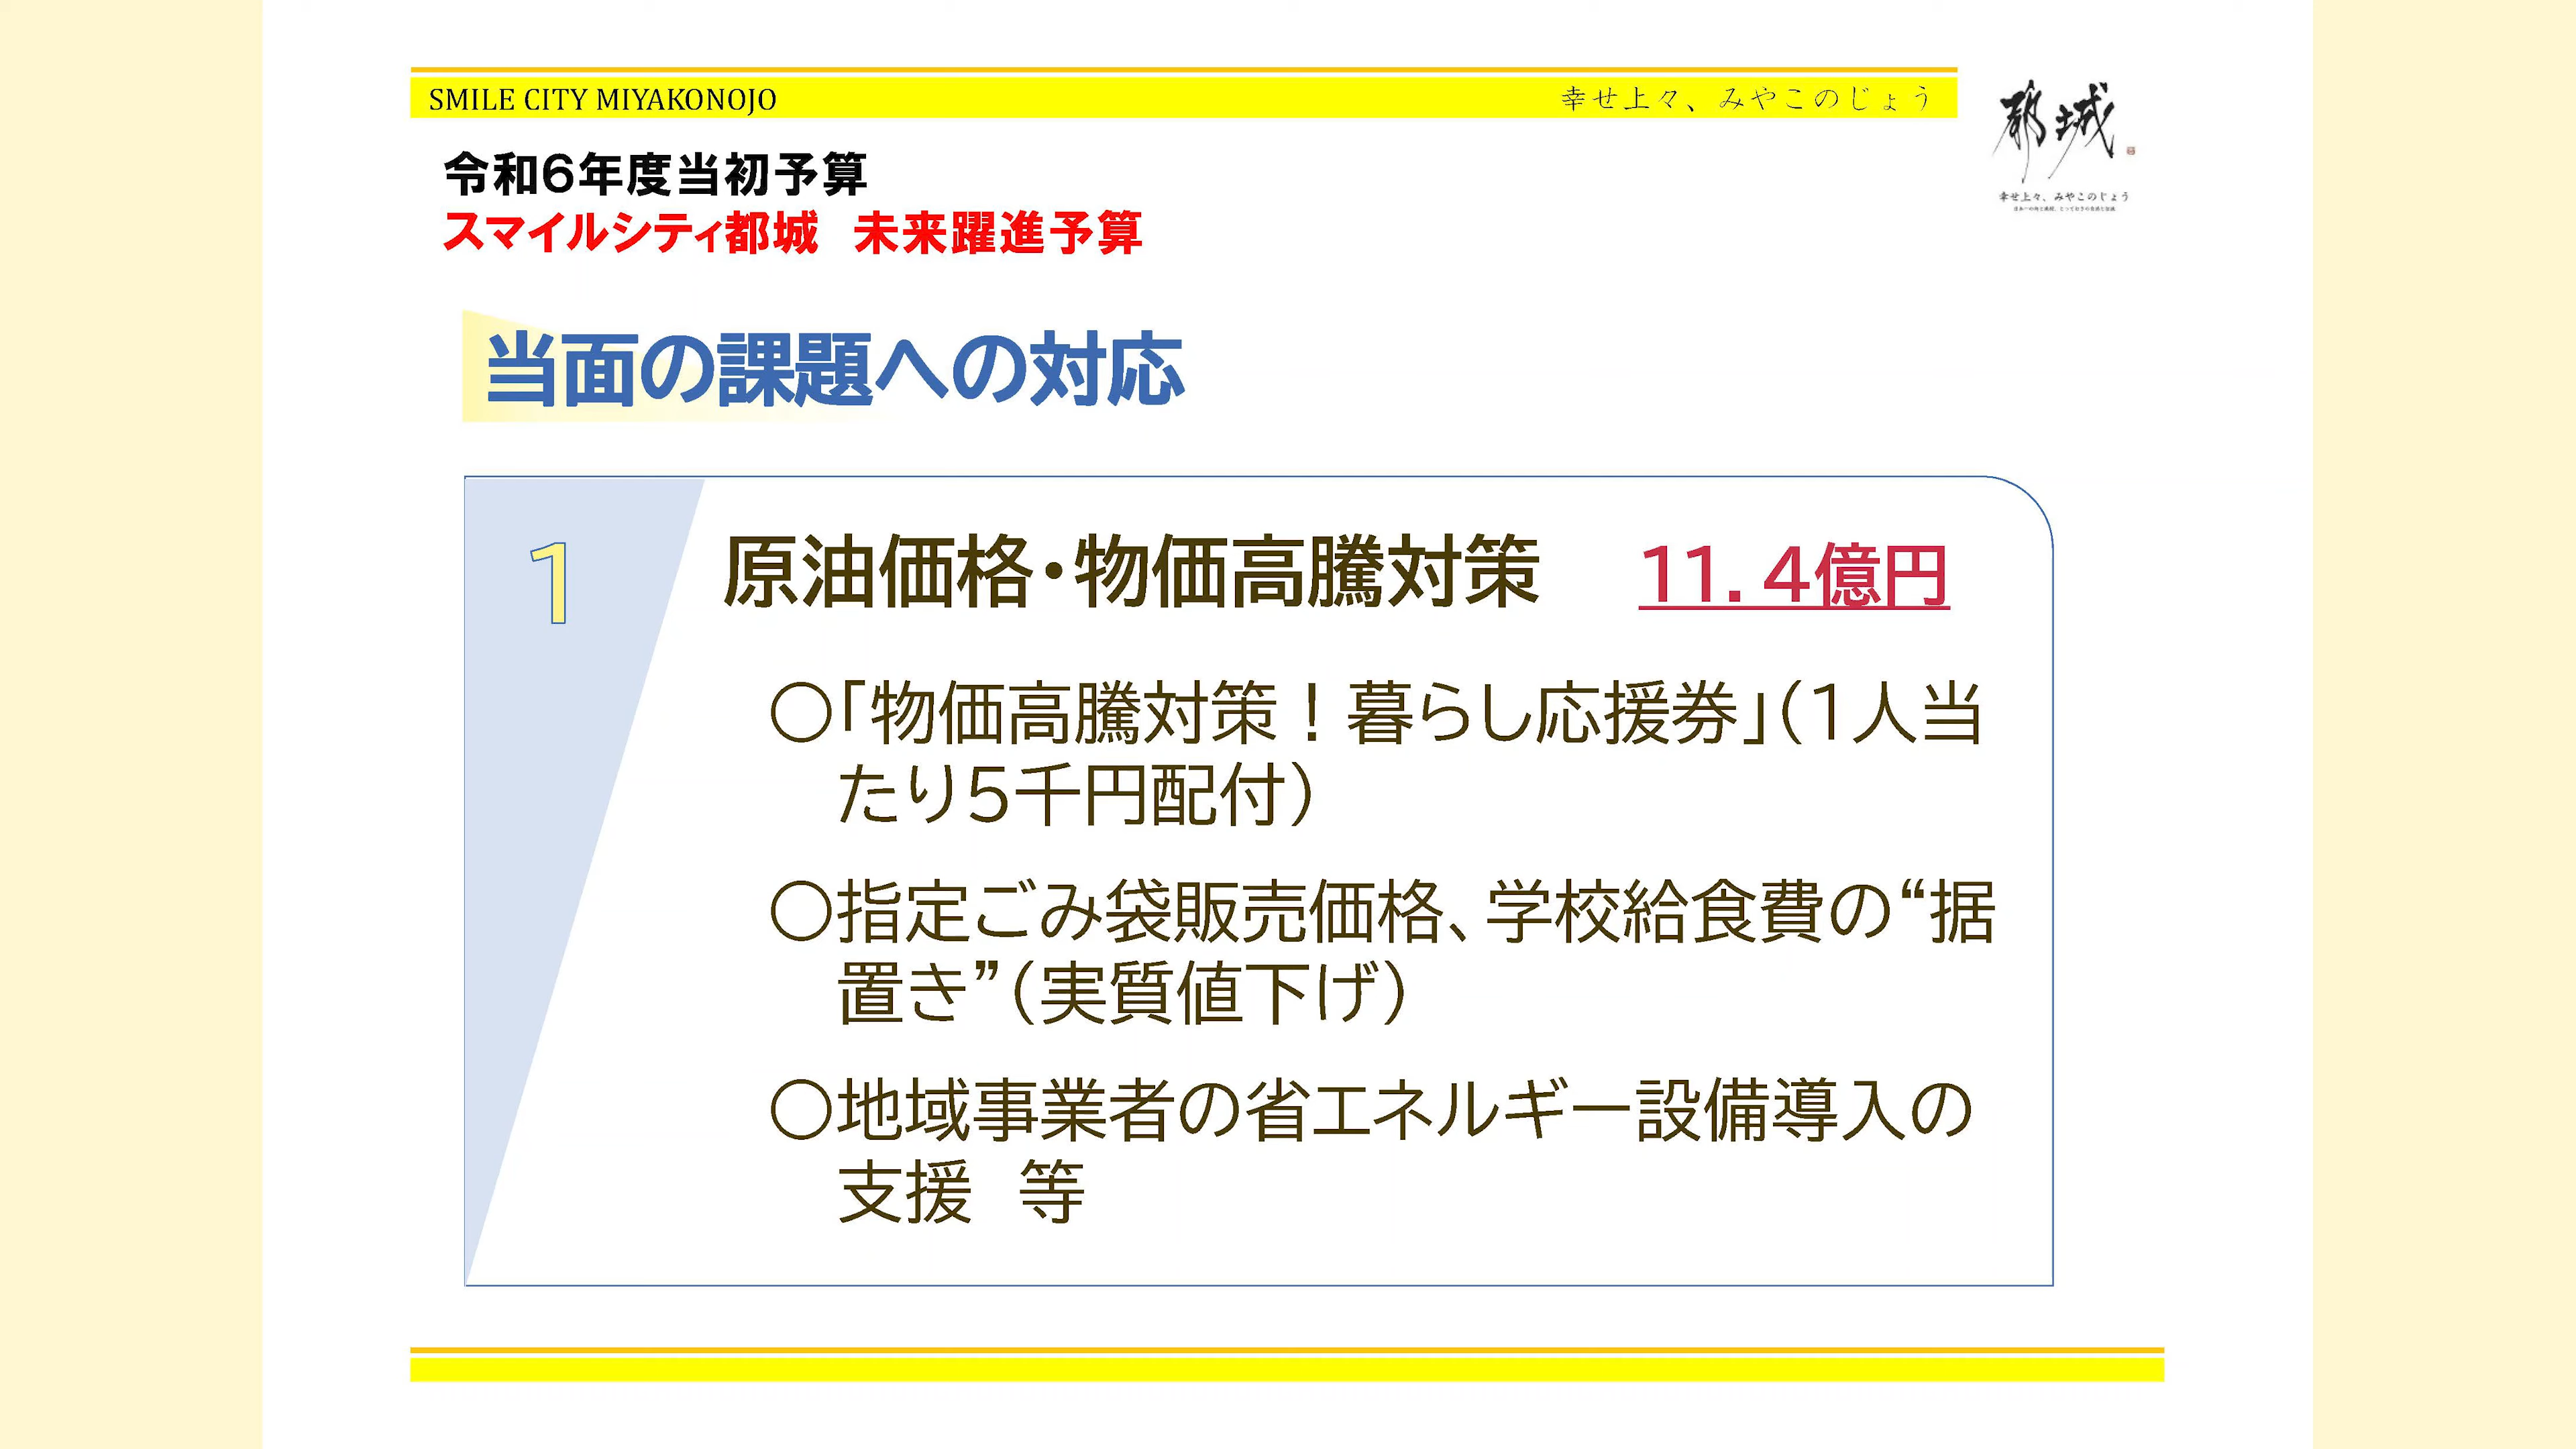 SMILE CITY MIYAKONOJO
幸せ上々、みやこのじょう
都城
幸せ上々、みやこのじょう
令和6年度当初予算
スマイルシティ都城　未来躍進予算
当面の課題への対応
1
原油価格・物価高騰対策　11.4億円
○「物価高騰対策！暮らし応援券」（1人当
たり5千円配付）
○指定ごみ袋販売価格、学校給食費の“据
置き”（実質値下げ）
○地域事業者の省エネルギー設備導入の
支援　等